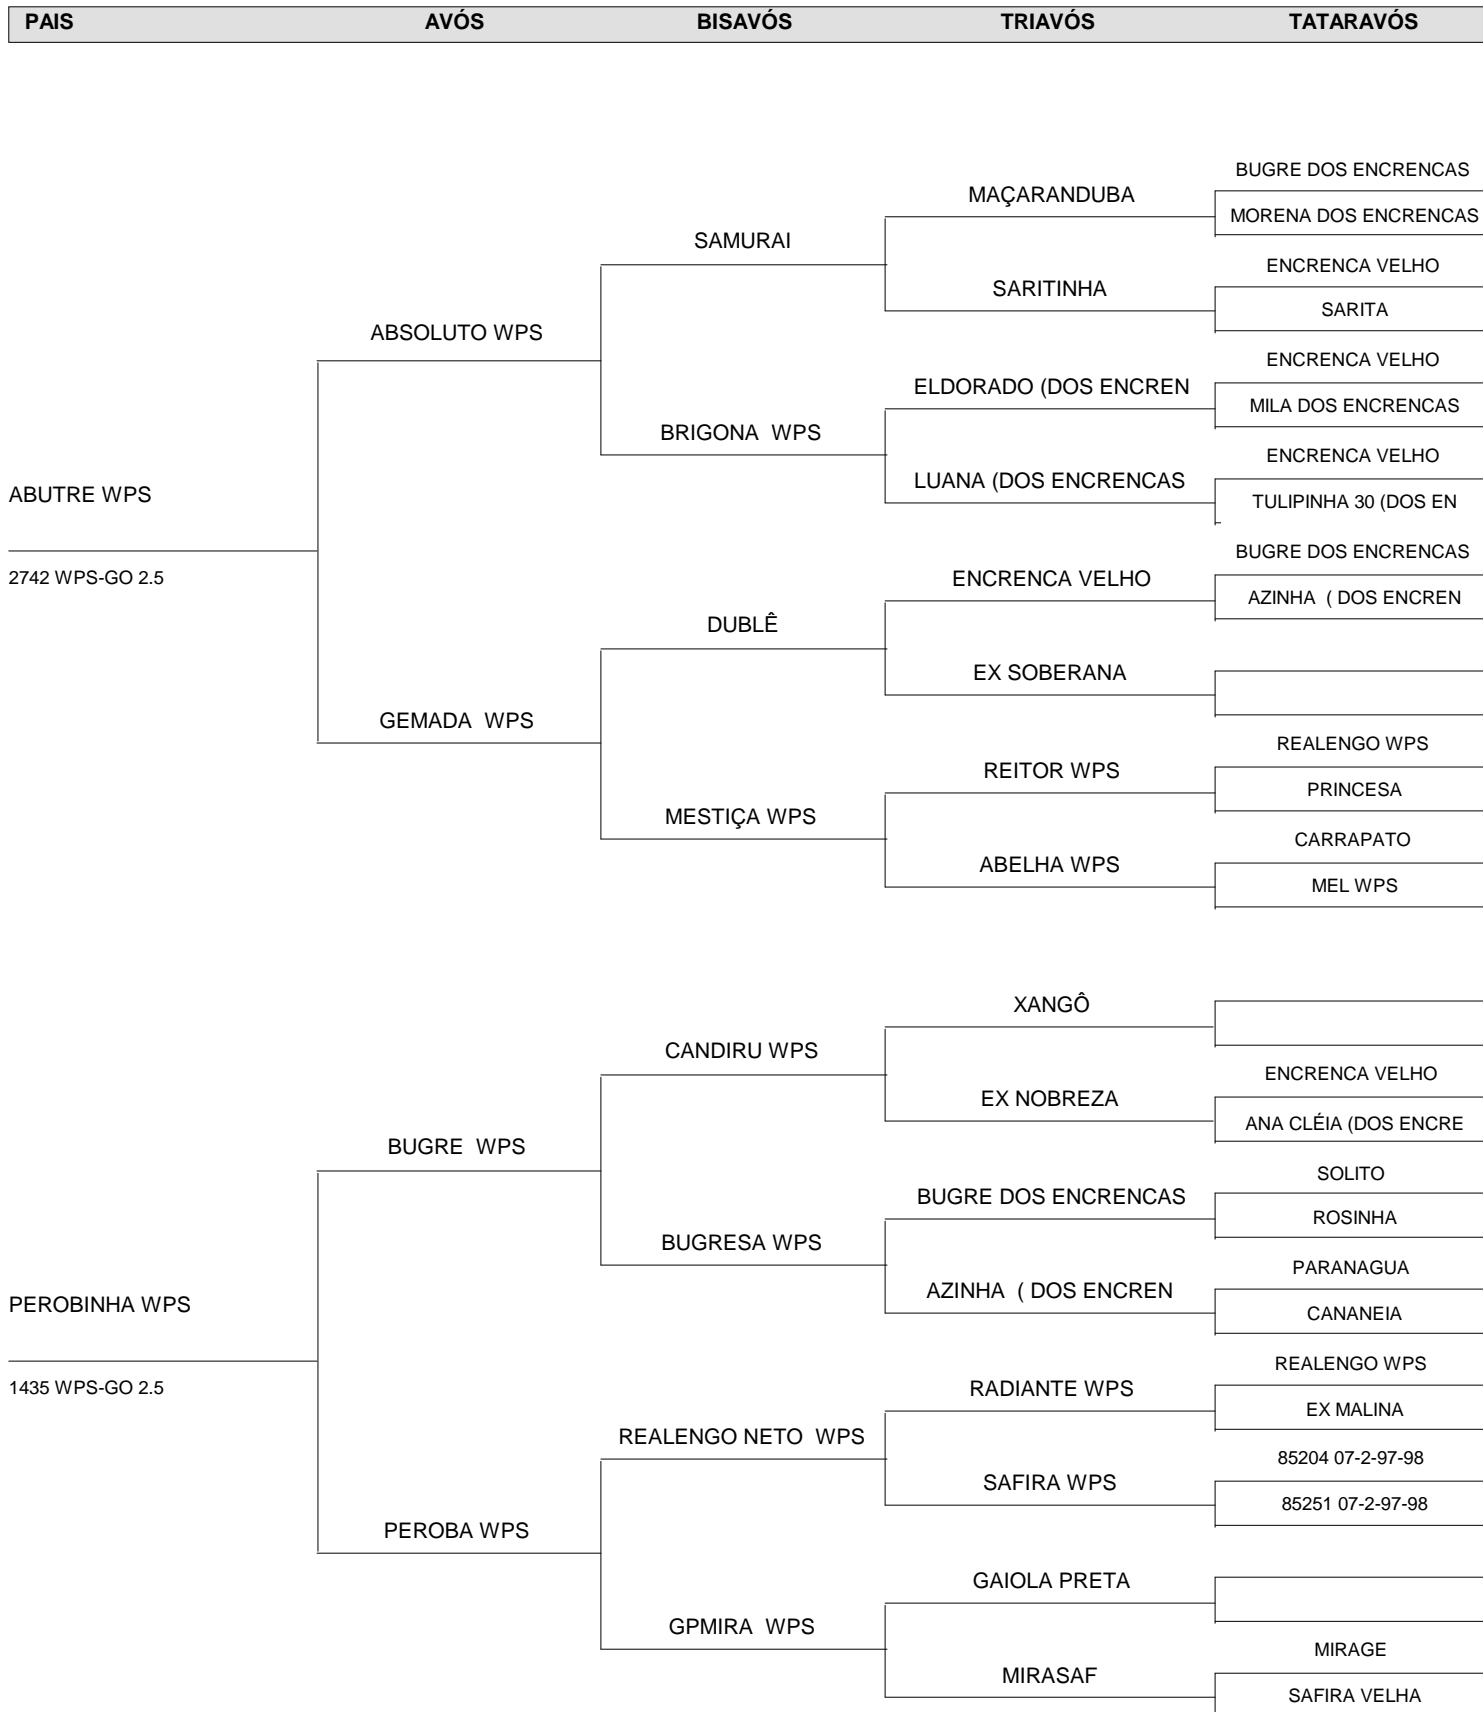 PAIS AVÓS BISAVÓS TRIAVÓS TATARAVÓS
BUGRE DOS ENCRENCAS
MAÇARANDUBA
MORENA DOS ENCRENCAS
SAMURAI
ENCRENCA VELHO
SARITINHA
SARITA
ABSOLUTO WPS
ENCRENCA VELHO
ELDORADO (DOS ENCREN
MILA DOS ENCRENCAS
BRIGONA WPS
ENCRENCA VELHO
LUANA (DOS ENCRENCAS
TULIPINHA 30 (DOS EN
ABUTRE WPS
2742 WPS-GO 2.5
BUGRE DOS ENCRENCAS
ENCRENCA VELHO
AZINHA ( DOS ENCREN
DUBLÊ
EX SOBERANA
GEMADA WPS
REALENGO WPS
REITOR WPS
PRINCESA
MESTIÇA WPS
CARRAPATO
ABELHA WPS
MEL WPS
XANGÔ
CANDIRU WPS
ENCRENCA VELHO
EX NOBREZA
ANA CLÉIA (DOS ENCRE
BUGRE WPS
SOLITO
BUGRE DOS ENCRENCAS
ROSINHA
BUGRESA WPS
PARANAGUA
AZINHA ( DOS ENCREN
CANANEIA
PEROBINHA WPS
1435 WPS-GO 2.5
REALENGO WPS
RADIANTE WPS
EX MALINA
REALENGO NETO WPS
85204 07-2-97-98
SAFIRA WPS
85251 07-2-97-98
PEROBA WPS
GAIOLA PRETA
GPMIRA WPS
MIRAGE
MIRASAF
SAFIRA VELHA